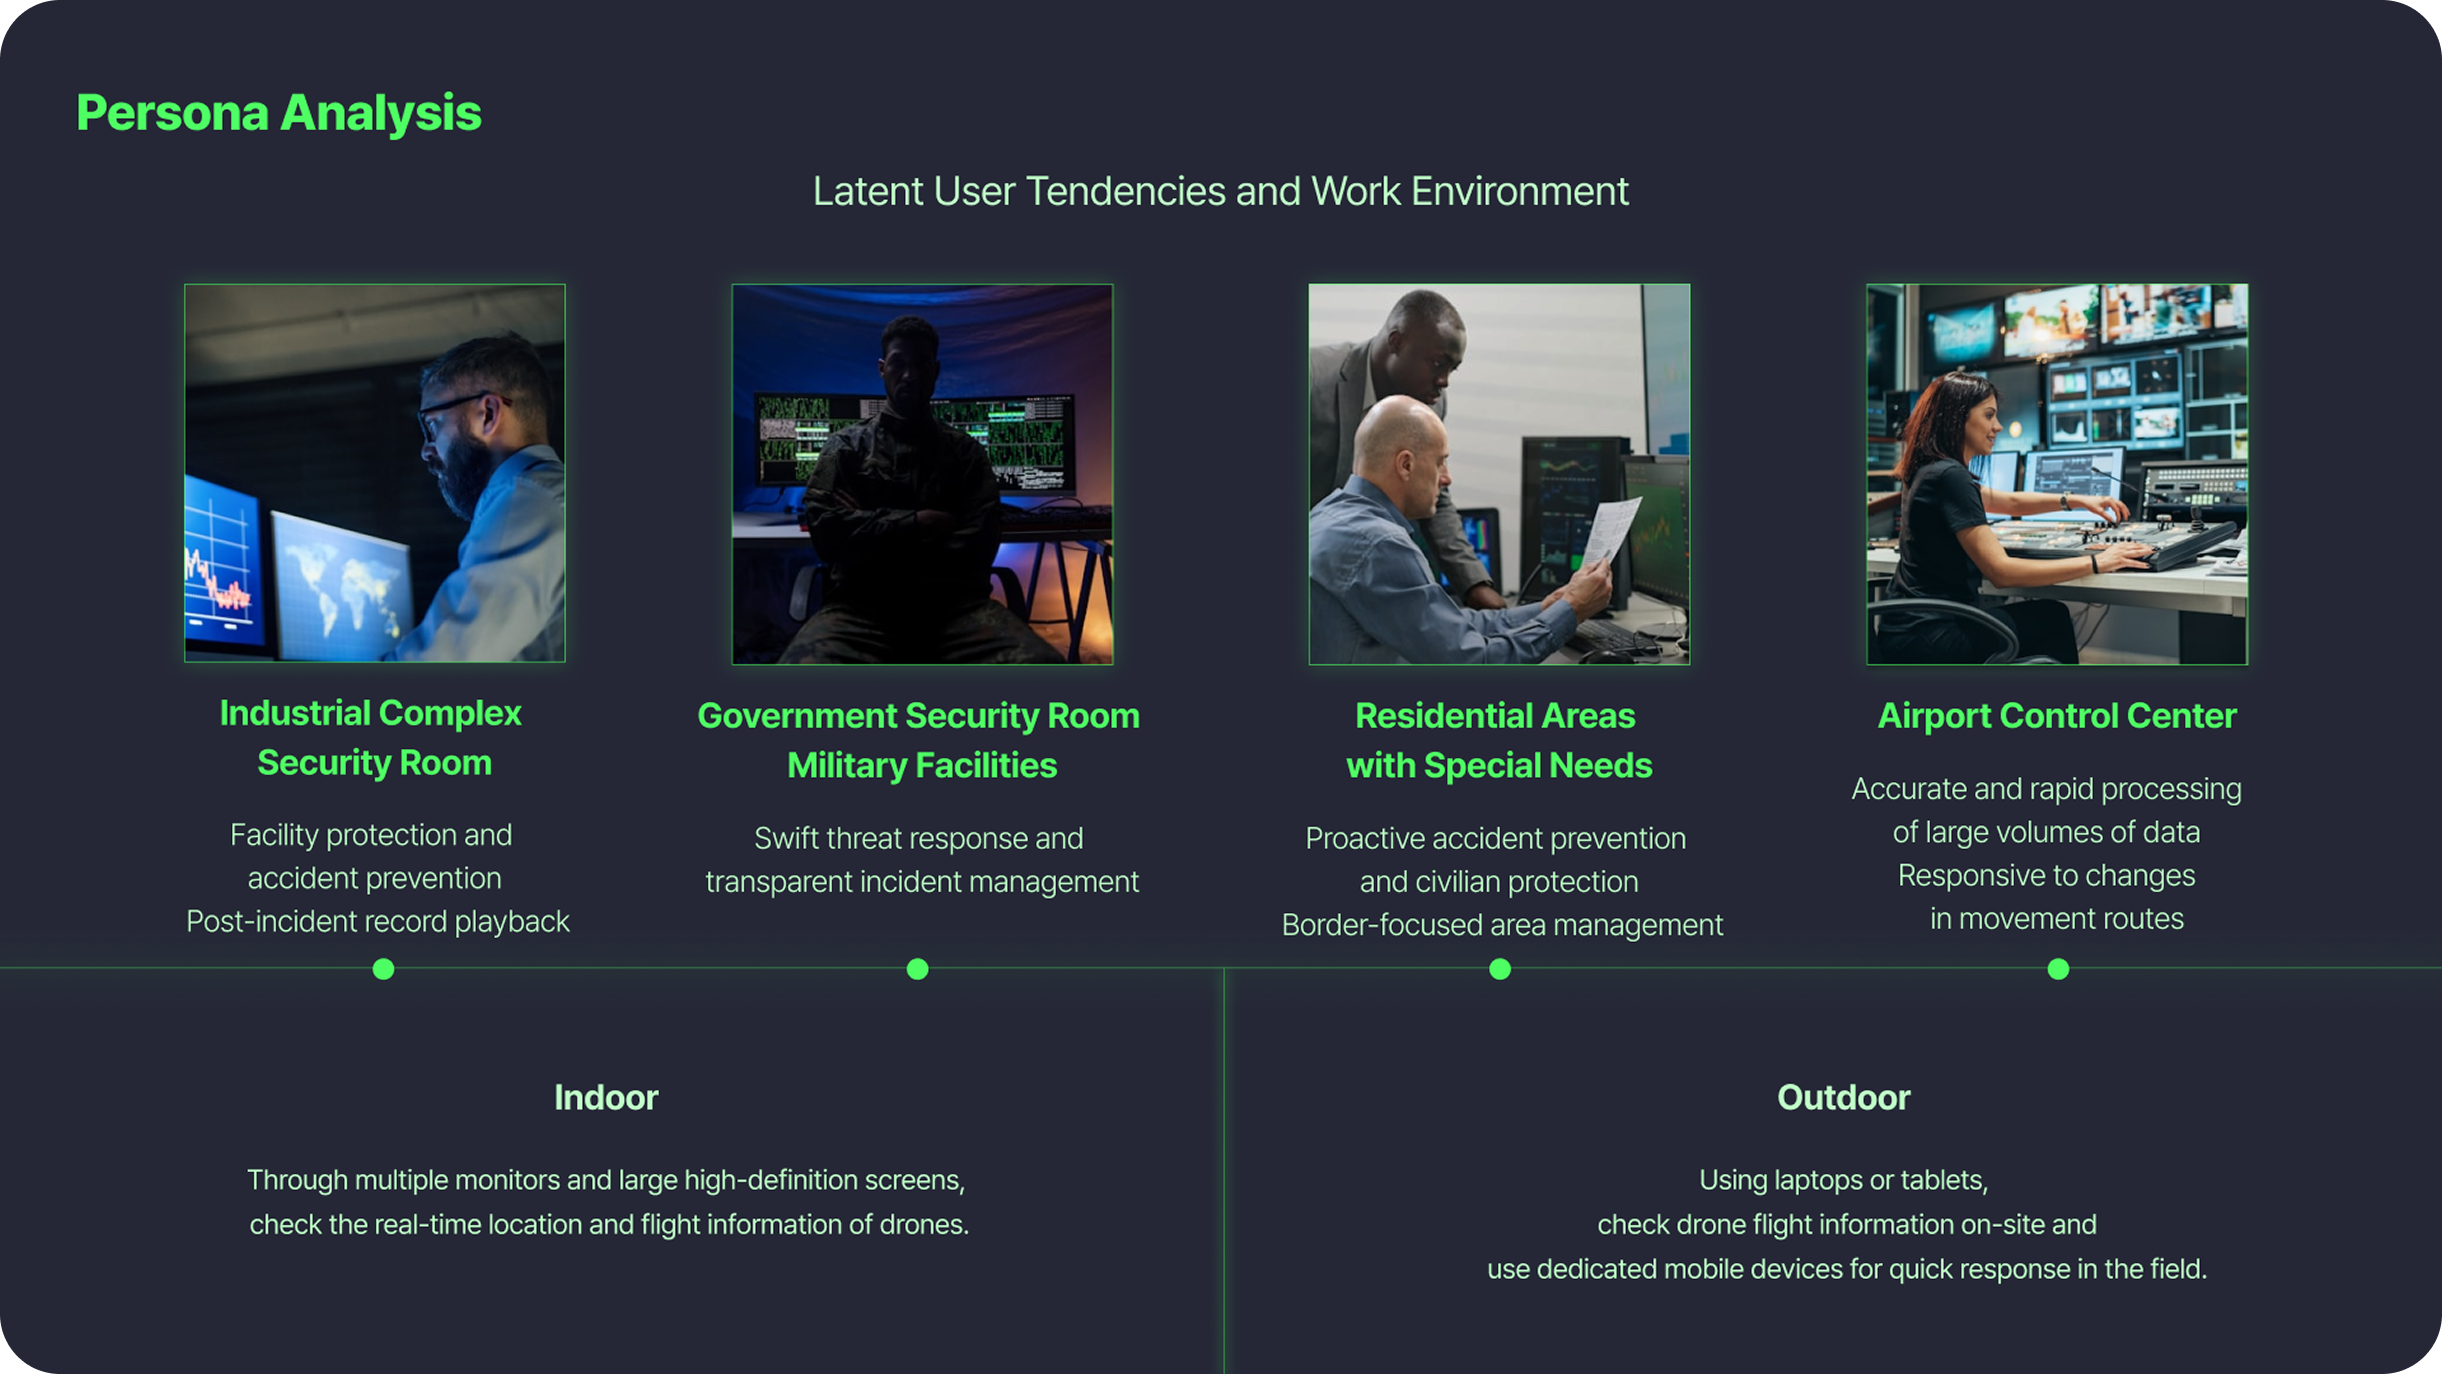 Persona Analysis
Latent User Tendencies and Work Environment
Industrial Complex
Security Room
Facility protection and
accident prevention
Post-incident record playback
Government Security Room
Military Facilities
Swift threat response and
transparent incident management
Residential Areas
with Special Needs
Proactive accident prevention
and civilian protection
Border-focused area management
Airport Control Center
Accurate and rapid processing
of large volumes of data
Responsive to changes
in movement routes
Indoor
Through multiple monitors and large high-definition screens,
check the real-time location and flight information of drones.
Outdoor
Using laptops or tablets,
check drone flight information on-site and
use dedicated mobile devices for quick response in the field.